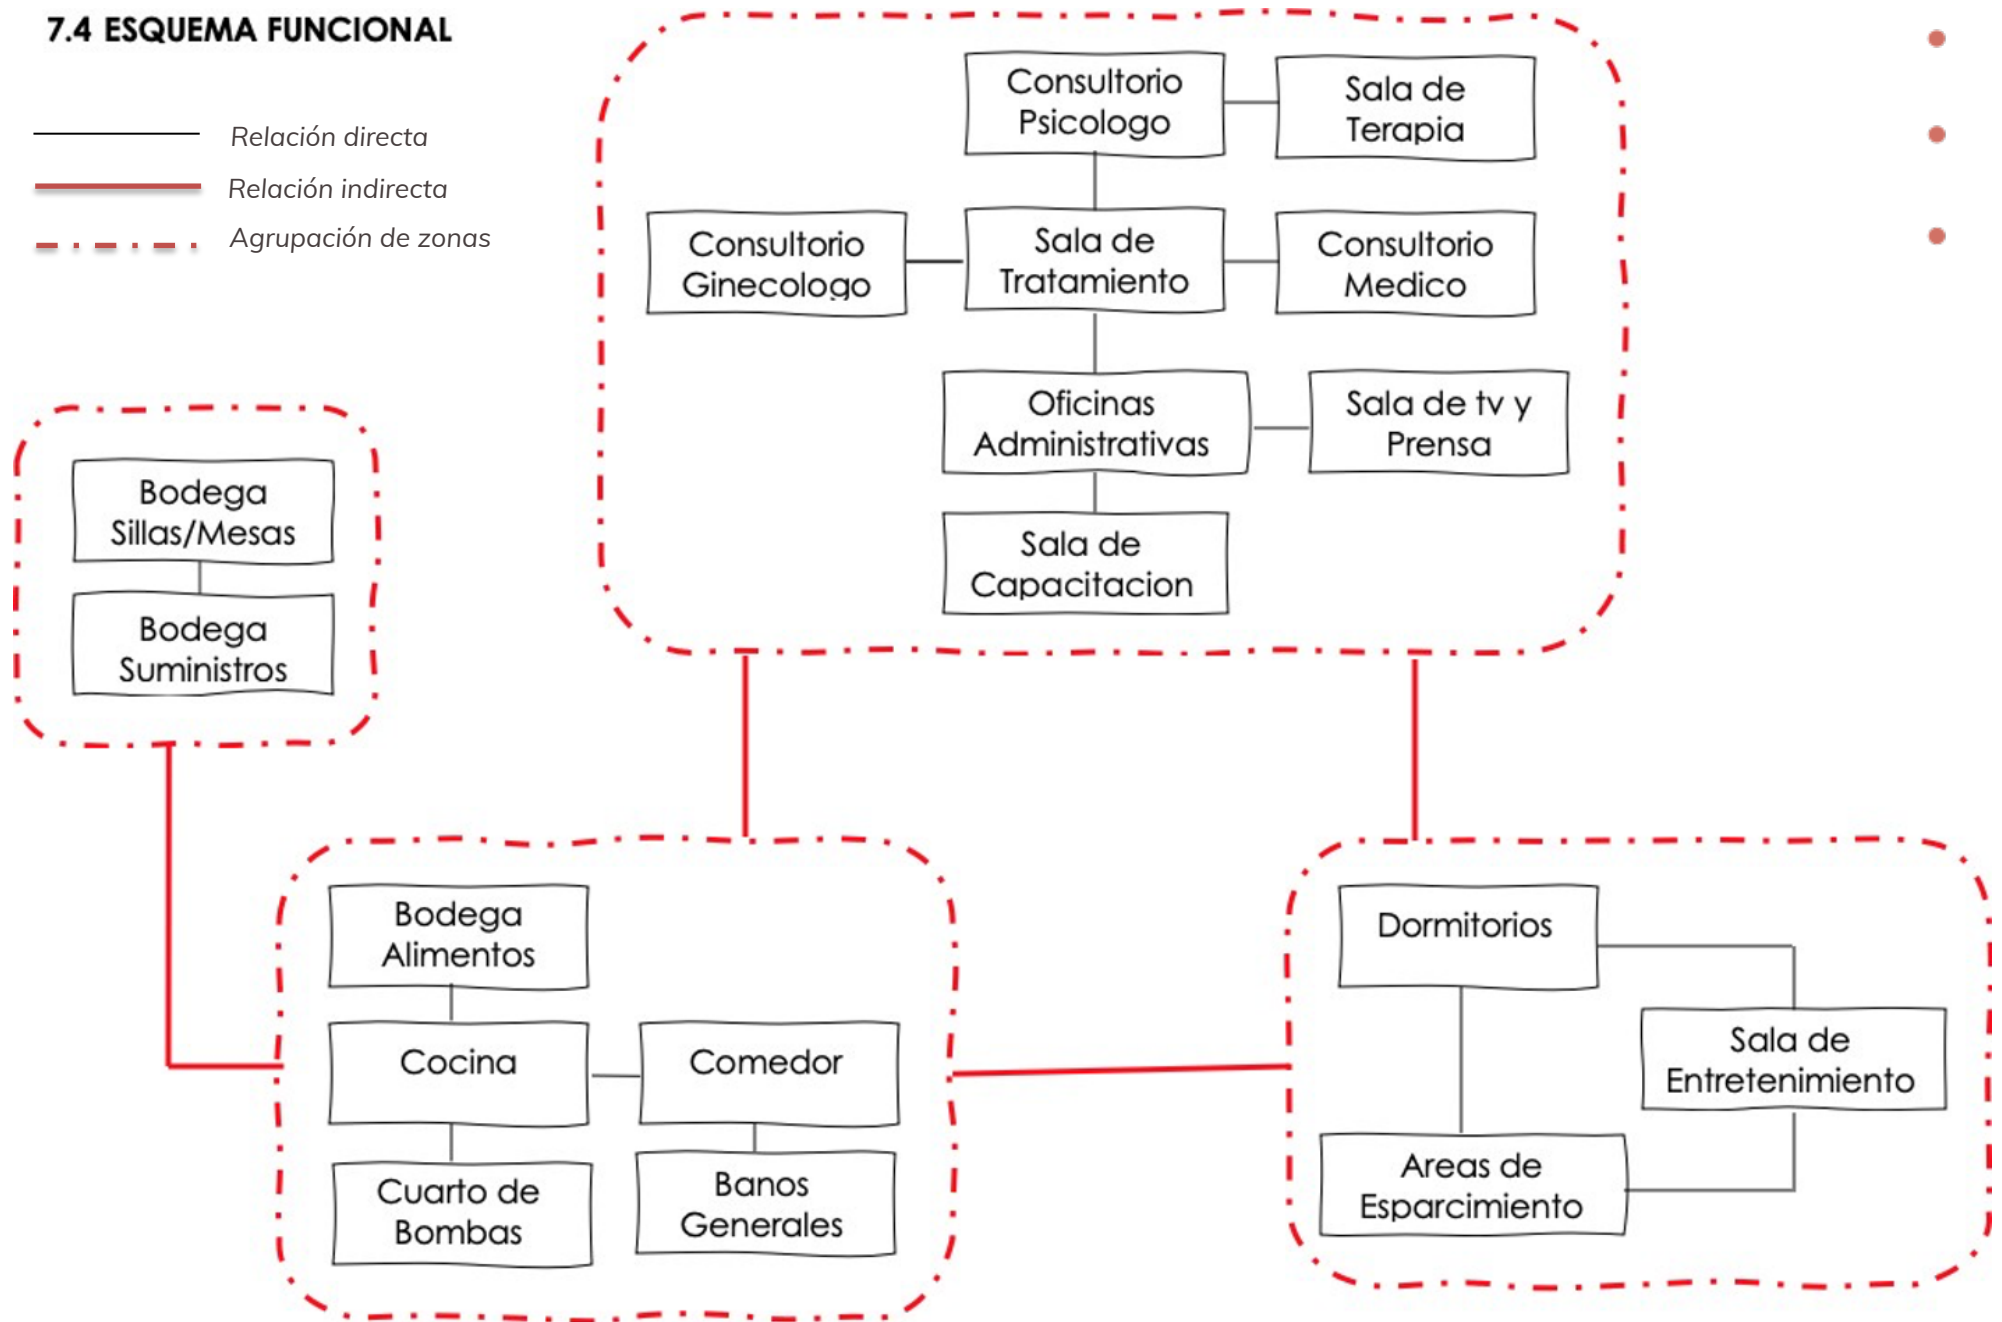 7.4 ESQUEMA FUNCIONAL
Relación directa
Relación indirecta
Agrupación de zonas
Consultorio
Psicologo
Sala de
Terapia
Consultorio
Ginecologo
Sala de
Tratamiento
Consultorio
Medico
Oficinas
Administrativas
Sala de tv y
Prensa
Sala de
Capacitacion
Bodega
Sillas/Mesas
Bodega
Suministros
Bodega
Alimentos
Cocina
Comedor
Cuarto de
Bombas
Banos
Generales
Dormitorios
Sala de
Entretenimiento
Areas de
Esparcimiento